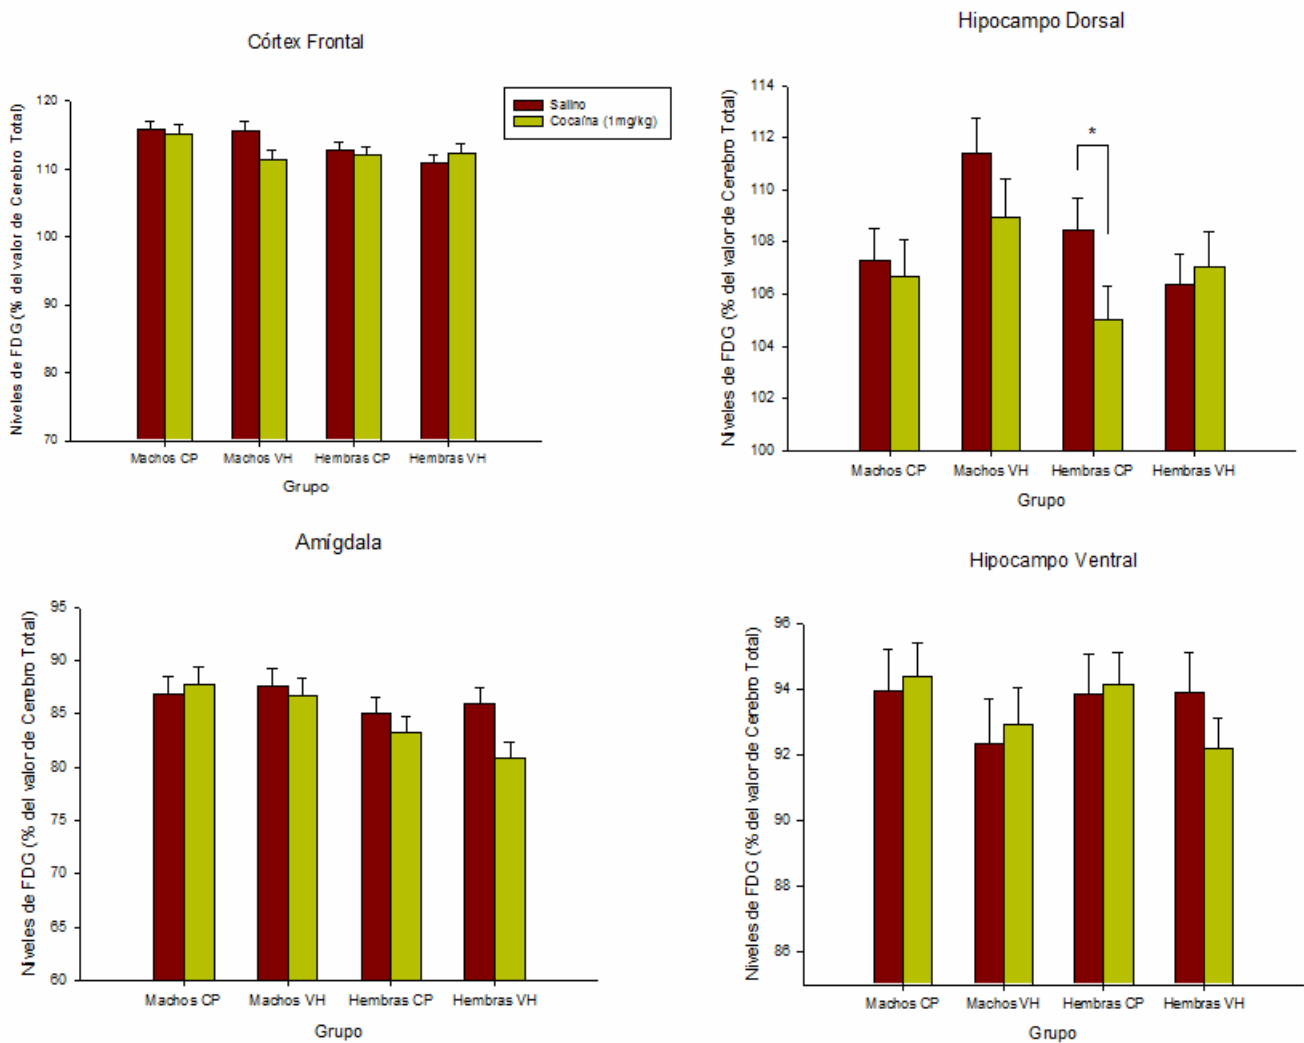 Córtex Frontal
Niveles de FDG (% del valor de Cerebro Total)
120
110
100
90
80
70
Machos CP
Machos VH
Hembras CP
Hembras VH
Grupo
Salino
Cocaína (1mg/kg)
Hipocampo Dorsal
Niveles de FDG (% del valor de Cerebro Total)
114
112
110
108
106
104
102
100
*
Machos CP
Machos VH
Hembras CP
Hembras VH
Grupo
Amígdala
Niveles de FDG (% del valor de Cerebro Total)
95
90
85
80
75
70
65
60
Machos CP
Machos VH
Hembras CP
Hembras VH
Grupo
Hipocampo Ventral
Niveles de FDG (% del valor de Cerebro Total)
96
94
92
90
88
86
Machos CP
Machos VH
Hembras CP
Hembras VH
Grupo